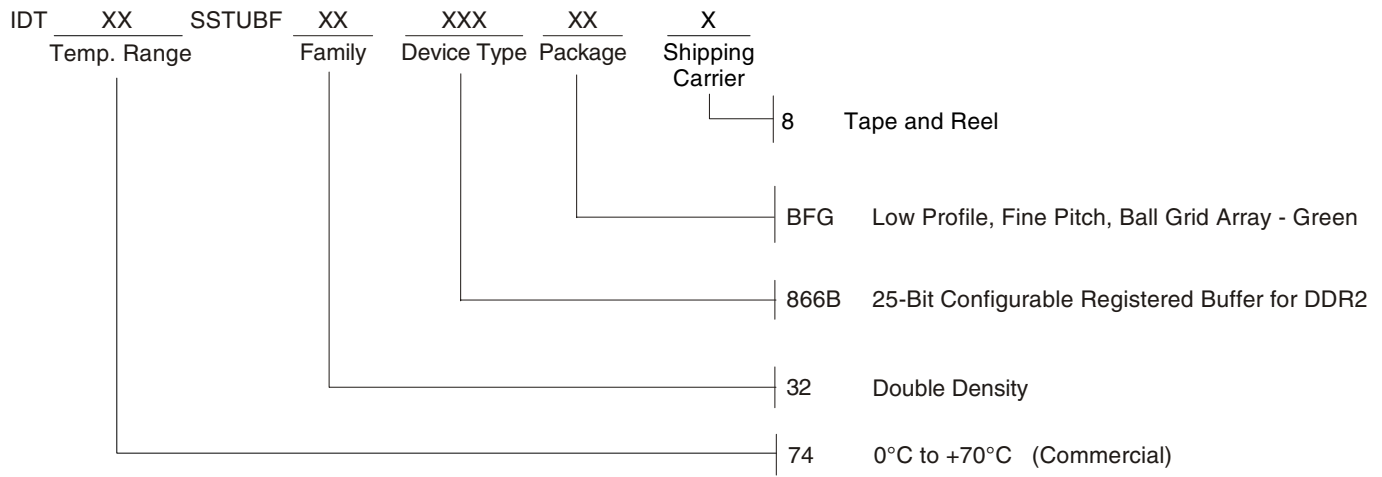 IDT XX SSTUBF XX XXX XX X
Temp. Range Family Device Type Package Shipping
Carrier
8 Tape and Reel
BFG Low Profile, Fine Pitch, Ball Grid Array - Green
866B 25-Bit Configurable Registered Buffer for DDR2
32 Double Density
74 0°C to +70°C (Commercial)